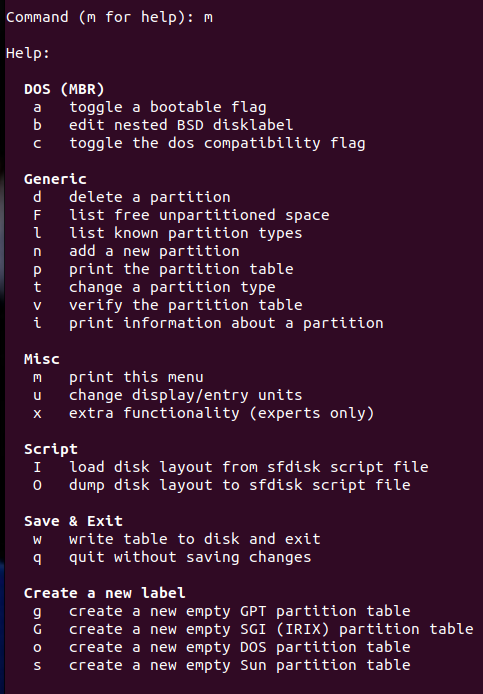 Command (m for help): m
Help:
DOS (MBR)
a toggle a bootable flag
b edit nested BSD disklabel
c toggle the dos compatibility flag
Generic
d delete a partition
F list free unpartitioned space
l list known partition types
n add a new partition
p print the partition table
t change a partition type
v verify the partition table
i print information about a partition
Misc
m print this menu
u change display/entry units
x extra functionality (experts only)
Script
I load disk layout from sfdisk script file
O dump disk layout to sfdisk script file
Save & Exit
w write table to disk and exit
q quit without saving changes
Create a new label
g create a new empty GPT partition table
G create a new empty SGI (IRIX) partition table
o create a new empty DOS partition table
s create a new empty Sun partition table